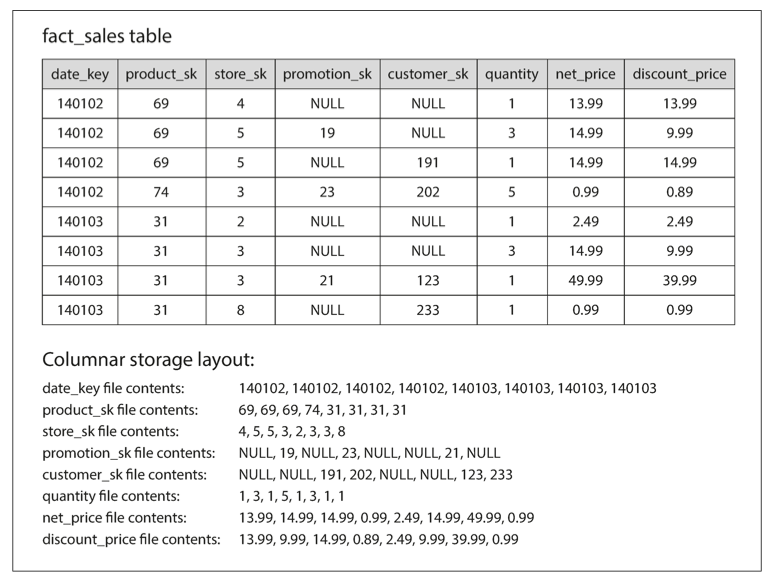 fact_sales table
date_key product_sk store_sk promotion_sk customer_sk quantity net_price discount_price
140102 69 4 NULL NULL 1 13.99 13.99
140102 69 5 19 NULL 3 14.99 9.99
140102 69 5 NULL 191 1 14.99 14.99
140102 74 3 23 202 5 0.99 0.89
140103 31 2 NULL NULL 1 2.49 2.49
140103 31 3 NULL NULL 3 14.99 9.99
140103 31 3 21 123 1 49.99 39.99
140103 31 8 NULL 233 1 0.99 0.99
Columnar storage layout:
date_key file contents: 140102, 140102, 140102, 140102, 140103, 140103, 140103, 140103
product_sk file contents: 69, 69, 69, 74, 31, 31, 31, 31
store_sk file contents: 4, 5, 5, 3, 2, 3, 3, 8
promotion_sk file contents: NULL, 19, NULL, 23, NULL, NULL, 21, NULL
customer_sk file contents: NULL, NULL, 191, 202, NULL, NULL, 123, 233
quantity file contents: 1, 3, 1, 5, 1, 3, 1, 1
net_price file contents: 13.99, 14.99, 14.99, 0.99, 2.49, 14.99, 49.99, 0.99
discount_price file contents: 13.99, 9.99, 14.99, 0.89, 2.49, 9.99, 39.99, 0.99